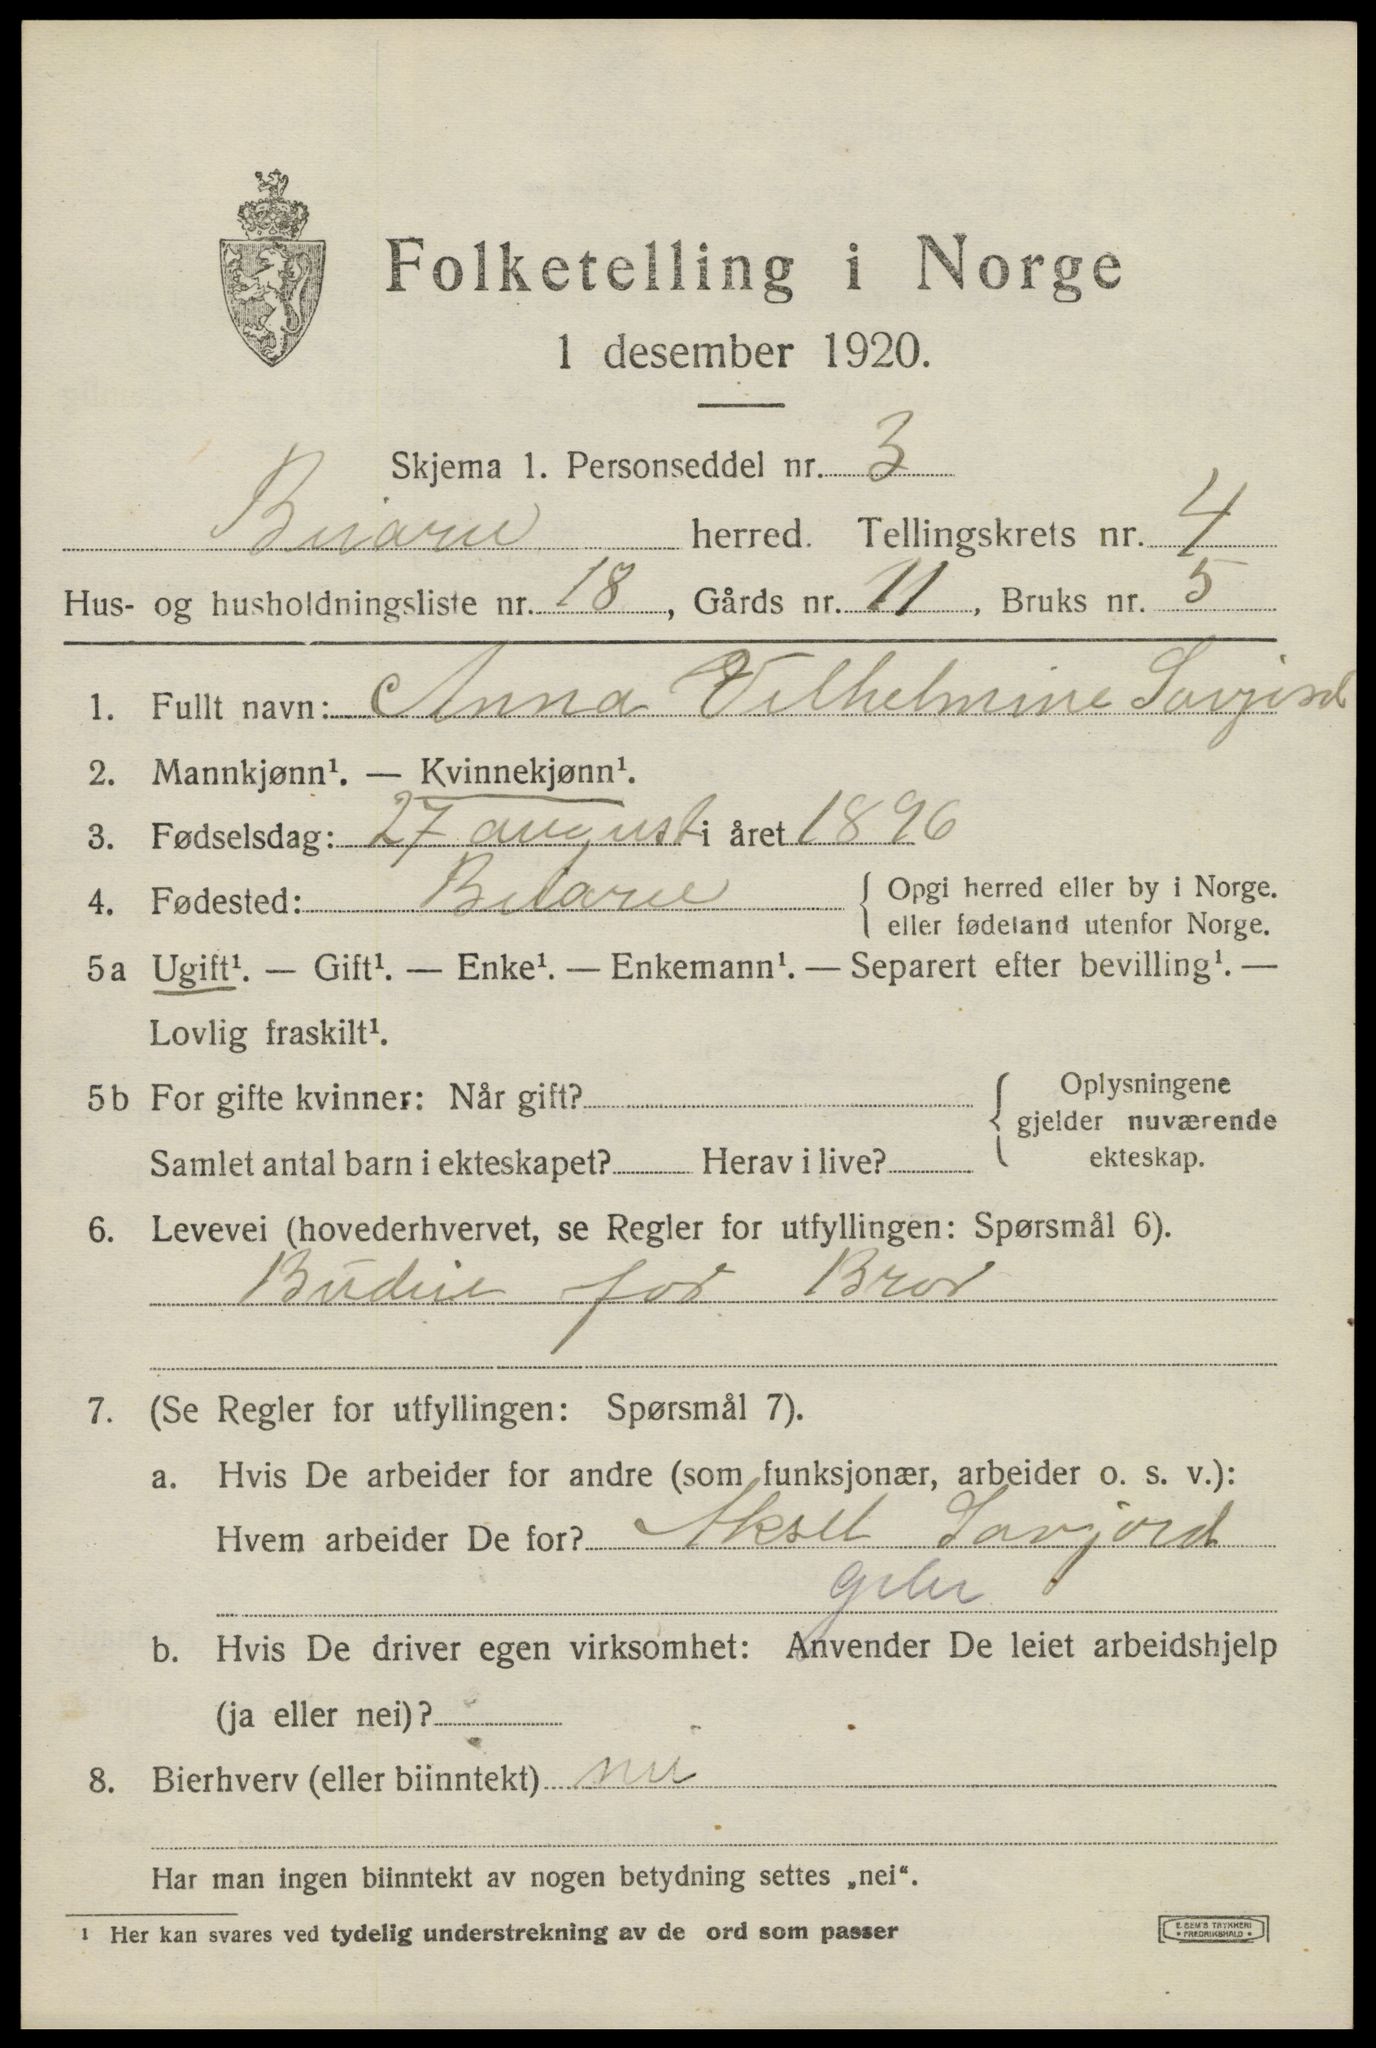 Folketelling i Norge
1 desember 1920.
Skjema 1. Personseddel nr. 3
Beiarn herred. Tellingskrets nr. 4
Hus- og husholdningsliste nr. 18, Gårds nr. 11, Bruks nr. 5
1. Fullt navn: Anna Vilhelmine Savjord
2. Mannkjønn¹. — Kvinnekjønn¹.
3. Fødselsdag: 27 august i året 1896
4. Fødested: Beiarn { Opgi herred eller by i Norge.
eller fødeland utenfor Norge.
5a Ugift¹. — Gift¹. — Enke¹. — Enkemann¹. — Separert efter bevilling¹. —
Lovlig fraskilt¹.
5b For gifte kvinner: Når gift? { Oplysningene
gjelder nuværende
Samlet antal barn i ekteskapet? Herav i live? ekteskap.
6. Levevei (hovederhvervet, se Regler for utfyllingen: Spørsmål 6).
Budeie for Bror
7. (Se Regler for utfyllingen: Spørsmål 7).
a. Hvis De arbeider for andre (som funksjonær, arbeider o. s. v.):
Hvem arbeider De for? Aksel Savjord
b. Hvis De driver egen virksomhet: Anvender De leiet arbeidshjelp
(ja eller nei)?
8. Bierhverv (eller biinntekt) nei
Har man ingen biinntekt av nogen betydning settes „nei“.
¹ Her kan svares ved tydelig understrekning av de ord som passer
E. SEM'S TRYKKERI
FREDRIKSHALD